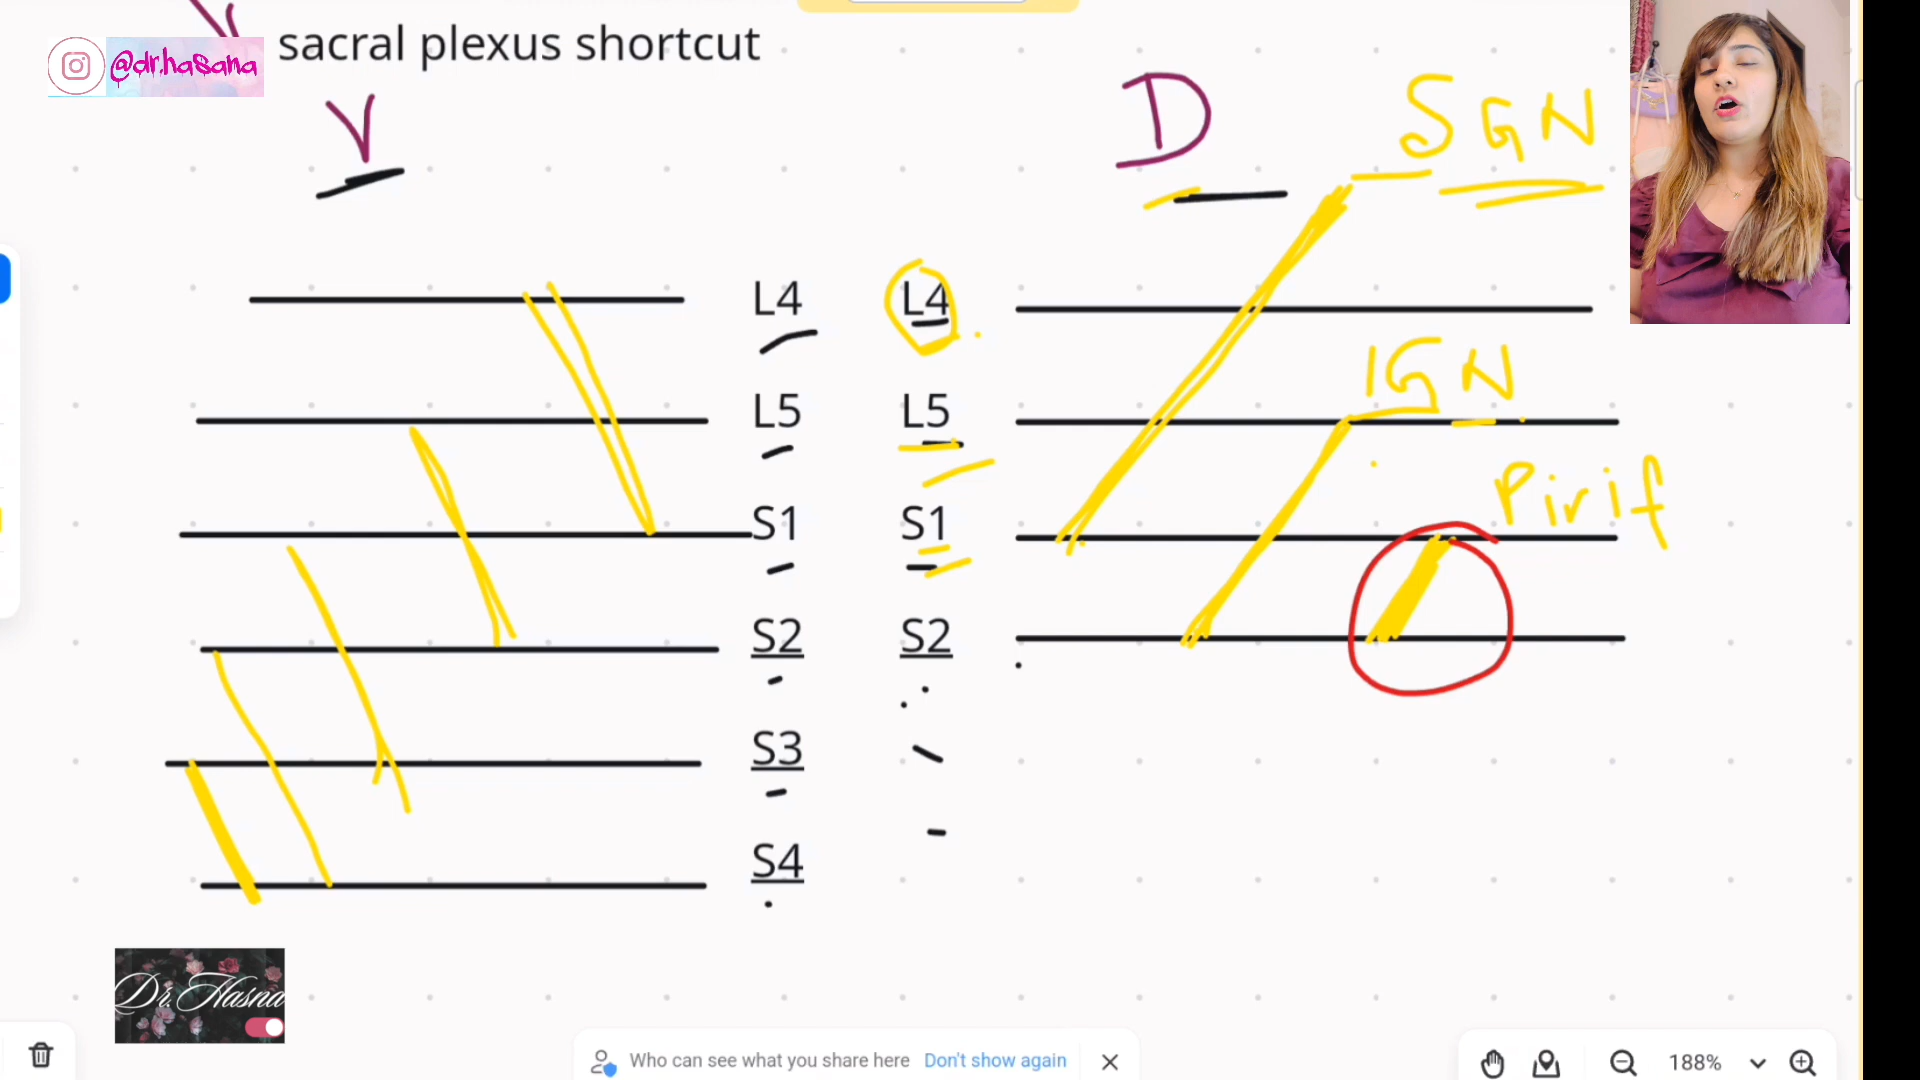 @dr.hasana
sacral plexus shortcut
V
D
SGN
L4
L4
L5
L5
IGN
S1
S1
Pirif
S2
S2
S3
S4
Dr. Hasna
Who can see what you share here Don't show again
188%